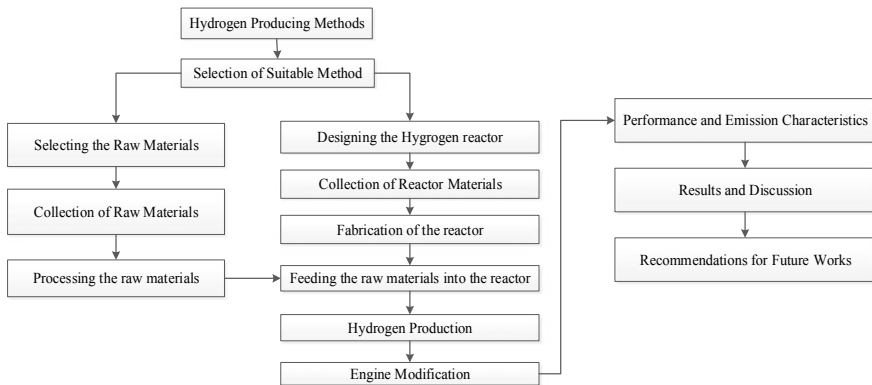 Hydrogen Producing Methods
Selection of Suitable Method
Selecting the Raw Materials
Collection of Raw Materials
Processing the raw materials
Designing the Hygrogen reactor
Collection of Reactor Materials
Fabrication of the reactor
Feeding the raw materials into the reactor
Hydrogen Production
Engine Modification
Performance and Emission Characteristics
Results and Discussion
Recommendations for Future Works